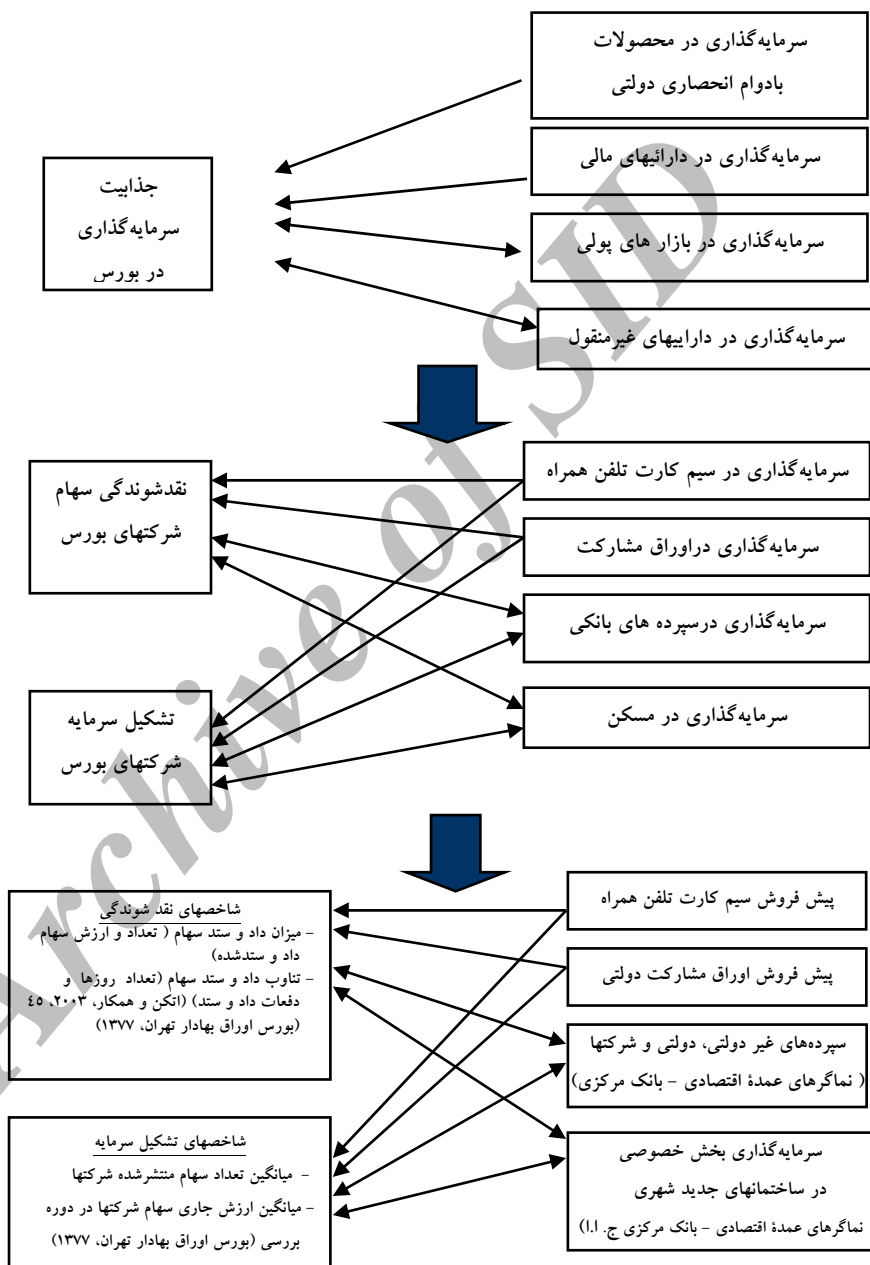 سرمایه‌گذاری در محصولات
بادوام انحصاری دولتی
سرمایه‌گذاری در دارائیهای مالی
سرمایه‌گذاری در بازار های پولی
سرمایه‌گذاری در داراییهای غیرمنقول
جذابیت
سرمایه‌گذاری
در بورس
سرمایه‌گذاری در سیم کارت تلفن همراه
سرمایه‌گذاری دراوراق مشارکت
سرمایه‌گذاری درسپرده های بانکی
سرمایه‌گذاری در مسکن
نقدشوندگی سهام
شرکتهای بورس
تشکیل سرمایه
شرکتهای بورس
پیش فروش سیم کارت تلفن همراه
پیش فروش اوراق مشارکت دولتی
سپرده‌های غیر دولتی، دولتی و شرکتها
( نماگرهای عمدۀ اقتصادی – بانک مرکزی)
سرمایه‌گذاری بخش خصوصی
در ساختمانهای جدید شهری
نماگرهای عمدۀ اقتصادی – بانک مرکزی ج. ا.ا)
شاخصهای نقد شوندگی
– میزان داد و ستد سهام ( تعداد و ارزش سهام
داد و ستدشده)
– تناوب داد و ستد سهام (تعداد روزها و
دفعات داد و ستد) (اتکن و همکار، ٢٠٠٣، ٤٥
(بورس اوراق بهادار تهران، ١٣٧٧)
شاخصهای تشکیل سرمایه
– میانگین تعداد سهام منتشرشده شرکتها
– میانگین ارزش جاری سهام شرکتها در دوره
بررسی (بورس اوراق بهادار تهران، ١٣٧٧)
Archive of SID